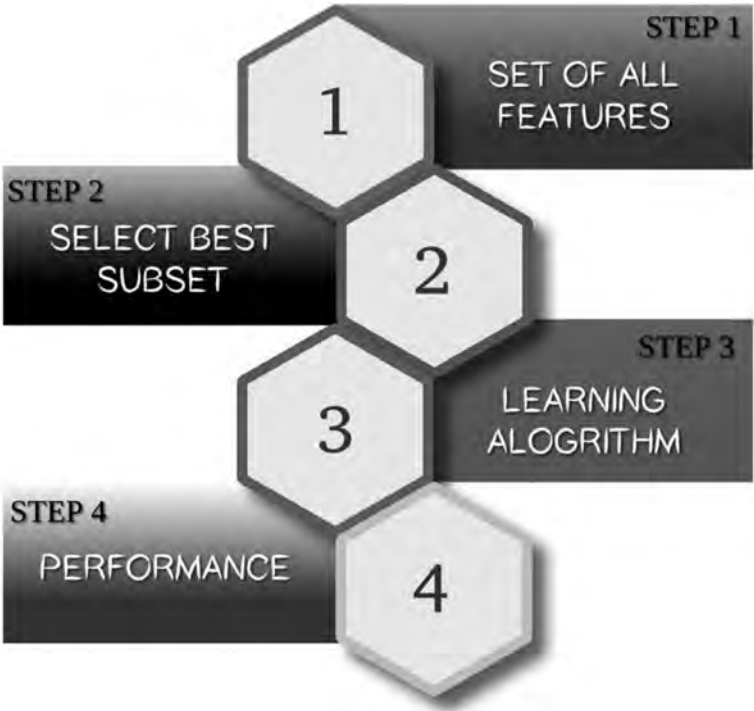 STEP 1
SET OF ALL
FEATURES
1
STEP 2
SELECT BEST
SUBSET
2
STEP 3
LEARNING
ALOGRITHM
3
STEP 4
PERFORMANCE
4